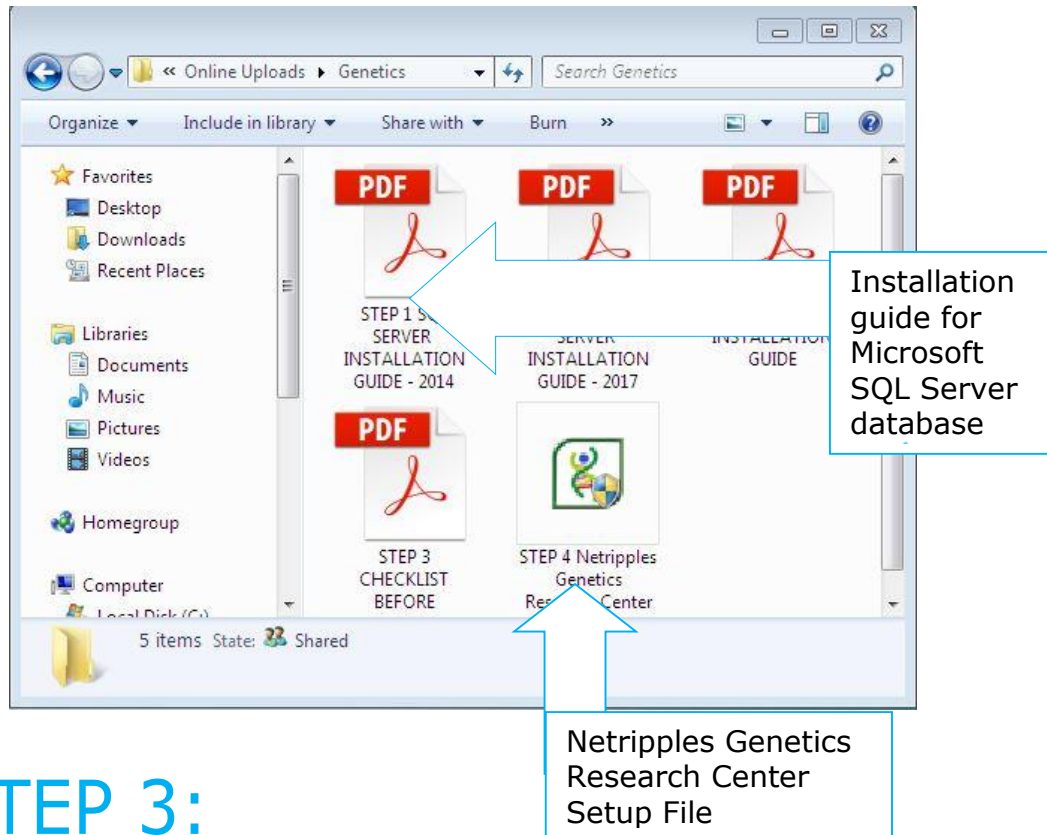 « Online Uploads ▸ Genetics
Search Genetics
Organize
Include in library
Share with
Burn
»
Favorites
Desktop
Downloads
Recent Places
Libraries
Documents
Music
Pictures
Videos
Homegroup
Computer
Local Disk (C:)
PDF
PDF
PDF
STEP 1
SERVER
INSTALLATION
GUIDE - 2014
SERVER
INSTALLATION
GUIDE - 2017
INSTALLATION
GUIDE
Installation
guide for
Microsoft
SQL Server
database
PDF
STEP 3
CHECKLIST
BEFORE
STEP 4 Netripples
Genetics
Center
5 items State: Shared
Netripples Genetics
Research Center
Setup File
TEP 3: